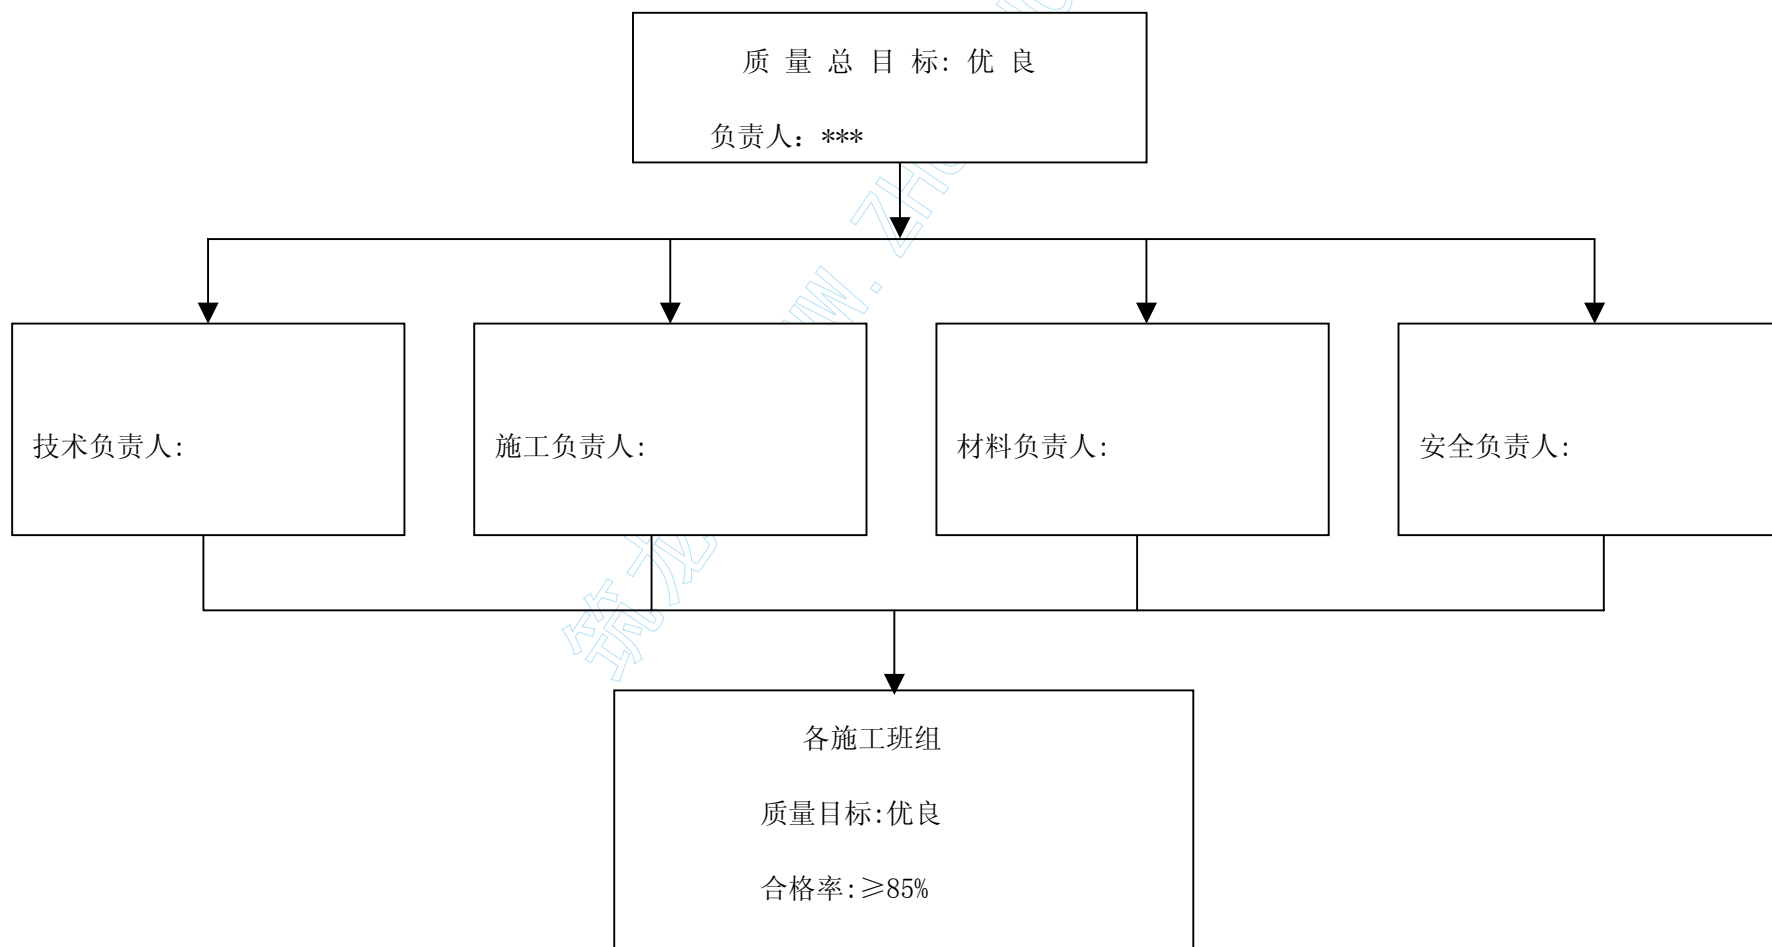 质 量 总 目 标: 优 良
负责人: ***
技术负责人:
施工负责人:
材料负责人:
安全负责人:
各施工班组
质量目标:优良
合格率:≥85%